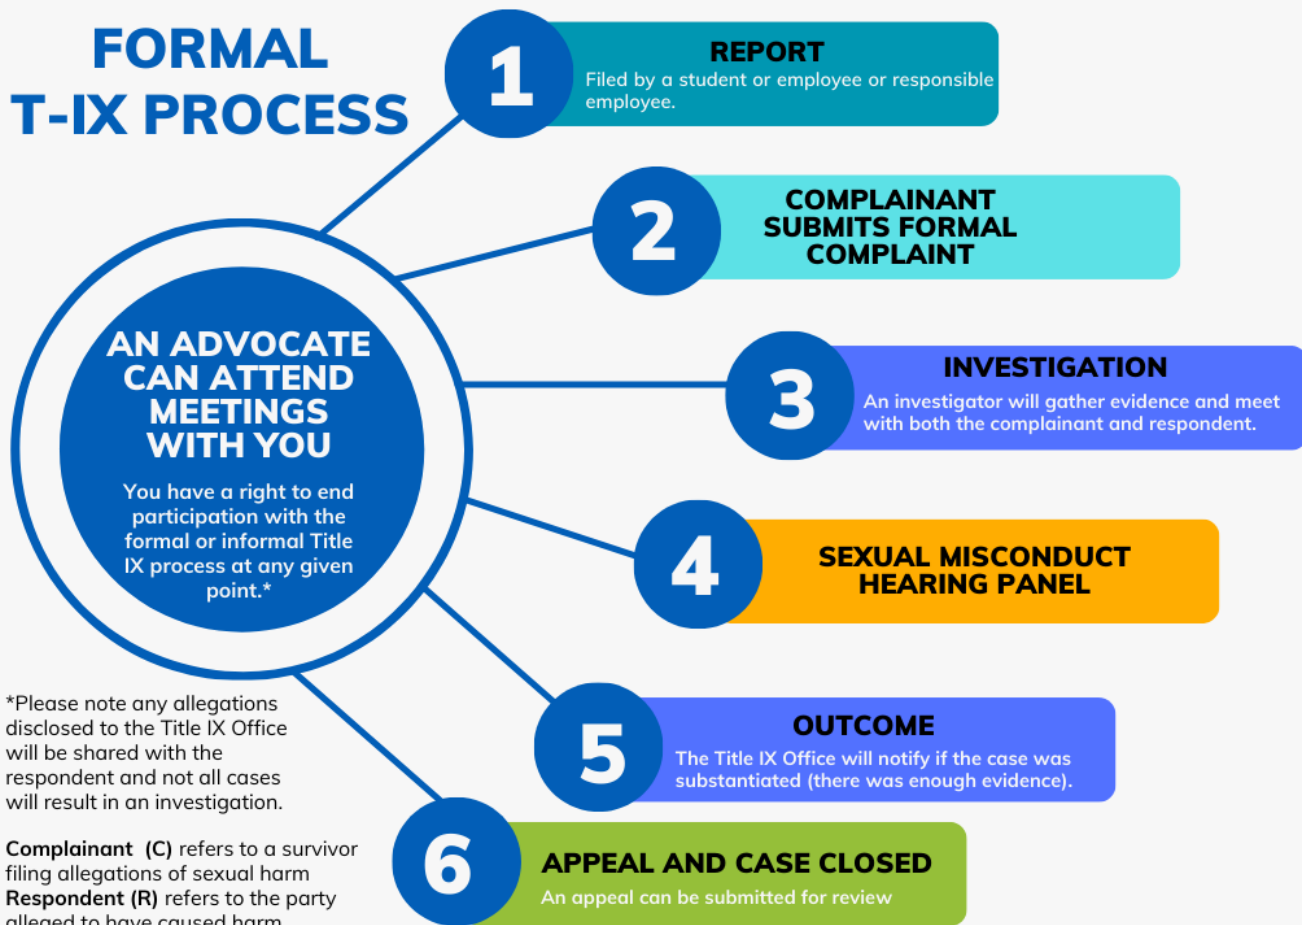 FORMAL
T-IX PROCESS
1
REPORT
Filed by a student or employee or responsible
employee.
2
COMPLAINANT
SUBMITS FORMAL
COMPLAINT
3
INVESTIGATION
An investigator will gather evidence and meet
with both the complainant and respondent.
AN ADVOCATE
CAN ATTEND
MEETINGS
WITH YOU
You have a right to end
participation with the
formal or informal Title
IX process at any given
point.*
4
SEXUAL MISCONDUCT
HEARING PANEL
5
OUTCOME
The Title IX Office will notify if the case was
substantiated (there was enough evidence).
6
APPEAL AND CASE CLOSED
An appeal can be submitted for review
*Please note any allegations
disclosed to the Title IX Office
will be shared with the
respondent and not all cases
will result in an investigation.
Complainant (C) refers to a survivor
filing allegations of sexual harm
Respondent (R) refers to the party
alleged to have caused harm